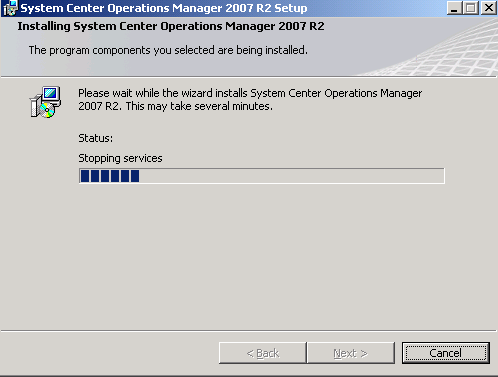 System Center Operations Manager 2007 R2 Setup
Installing System Center Operations Manager 2007 R2
The program components you selected are being installed.
Please wait while the wizard installs System Center Operations Manager
2007 R2. This may take several minutes.
Status:
Stopping services
< Back Next > Cancel